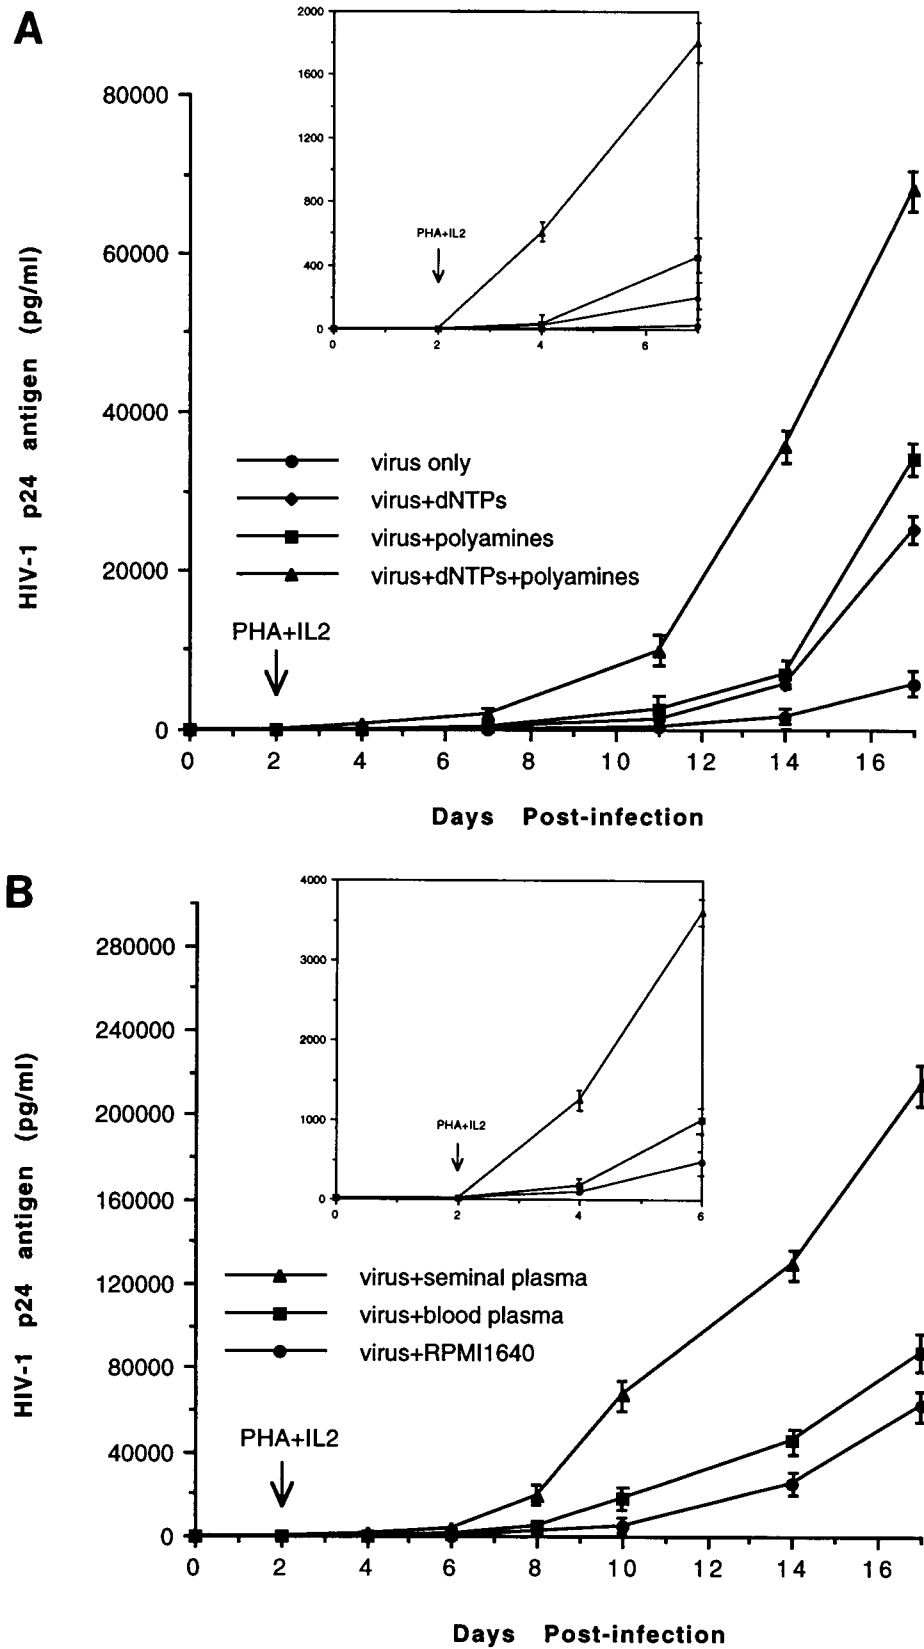 A
2000
1600
1200
800
400
0
PHA+IL2
0 2 4 6
80000
60000
40000
20000
0
HIV-1 p24 antigen (pg/ml)
virus only
virus+dNTPs
virus+polyamines
virus+dNTPs+polyamines
PHA+IL2
0 2 4 6 8 10 12 14 16
Days Post-infection
B
4000
3000
2000
1000
0
PHA+IL2
0 2 4 6
280000
240000
200000
160000
120000
80000
40000
0
HIV-1 p24 antigen (pg/ml)
virus+seminal plasma
virus+blood plasma
virus+RPMI1640
PHA+IL2
0 2 4 6 8 10 12 14 16
Days Post-infection